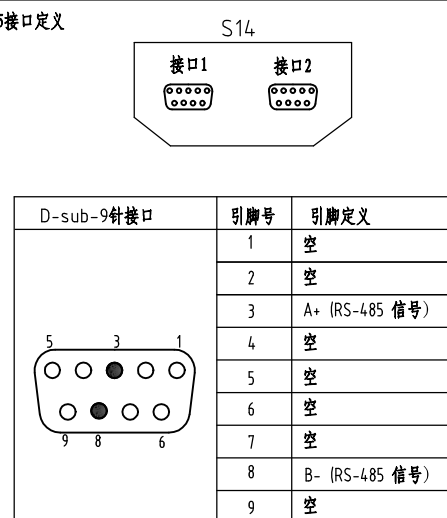 5接口定义
S14
接口1 接口2
D-sub-9针接口 引脚号 引脚定义
1 空
2 空
3 A+ (RS-485 信号)
4 空
5 空
6 空
7 空
8 B- (RS-485 信号)
9 空
5 3 1
9 8 6